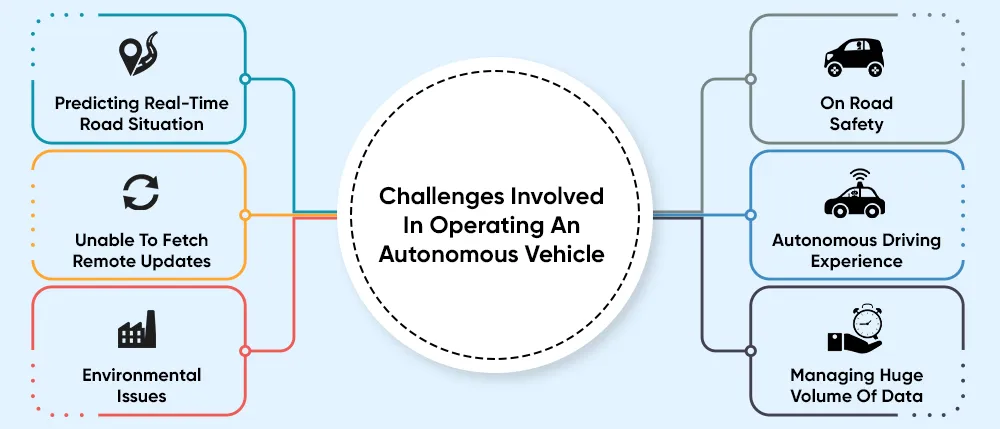 Predicting Real-Time
Road Situation
Unable To Fetch
Remote Updates
Environmental
Issues
Challenges Involved
In Operating An
Autonomous Vehicle
On Road
Safety
Autonomous Driving
Experience
Managing Huge
Volume Of Data